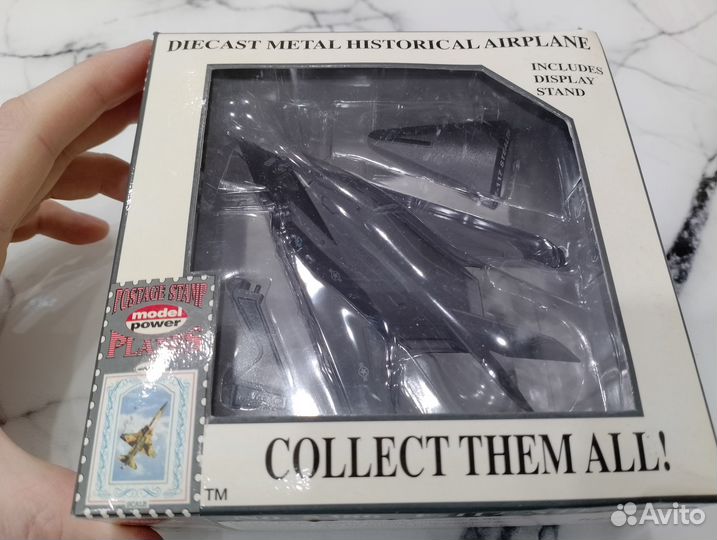 DIECAST METAL HISTORICAL AIRPLANE
INCLUDES
DISPLAY
STAND
POSTAGE STAMP
model
power
PLANES
COLLECT THEM ALL!
TM
Avito